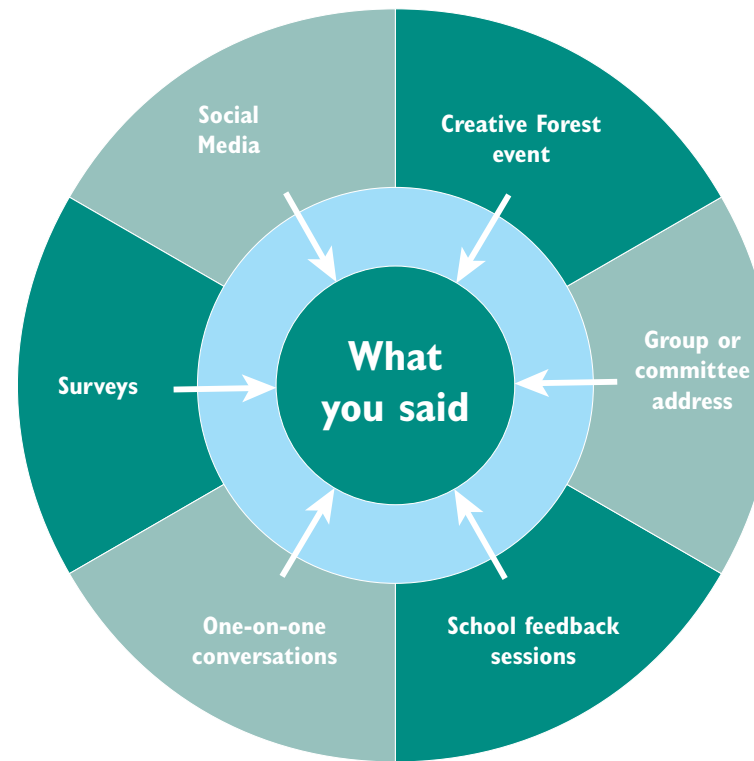 Social
Media
Creative Forest
event
Group or
committee
address
School feedback
sessions
One-on-one
conversations
Surveys
What
you said